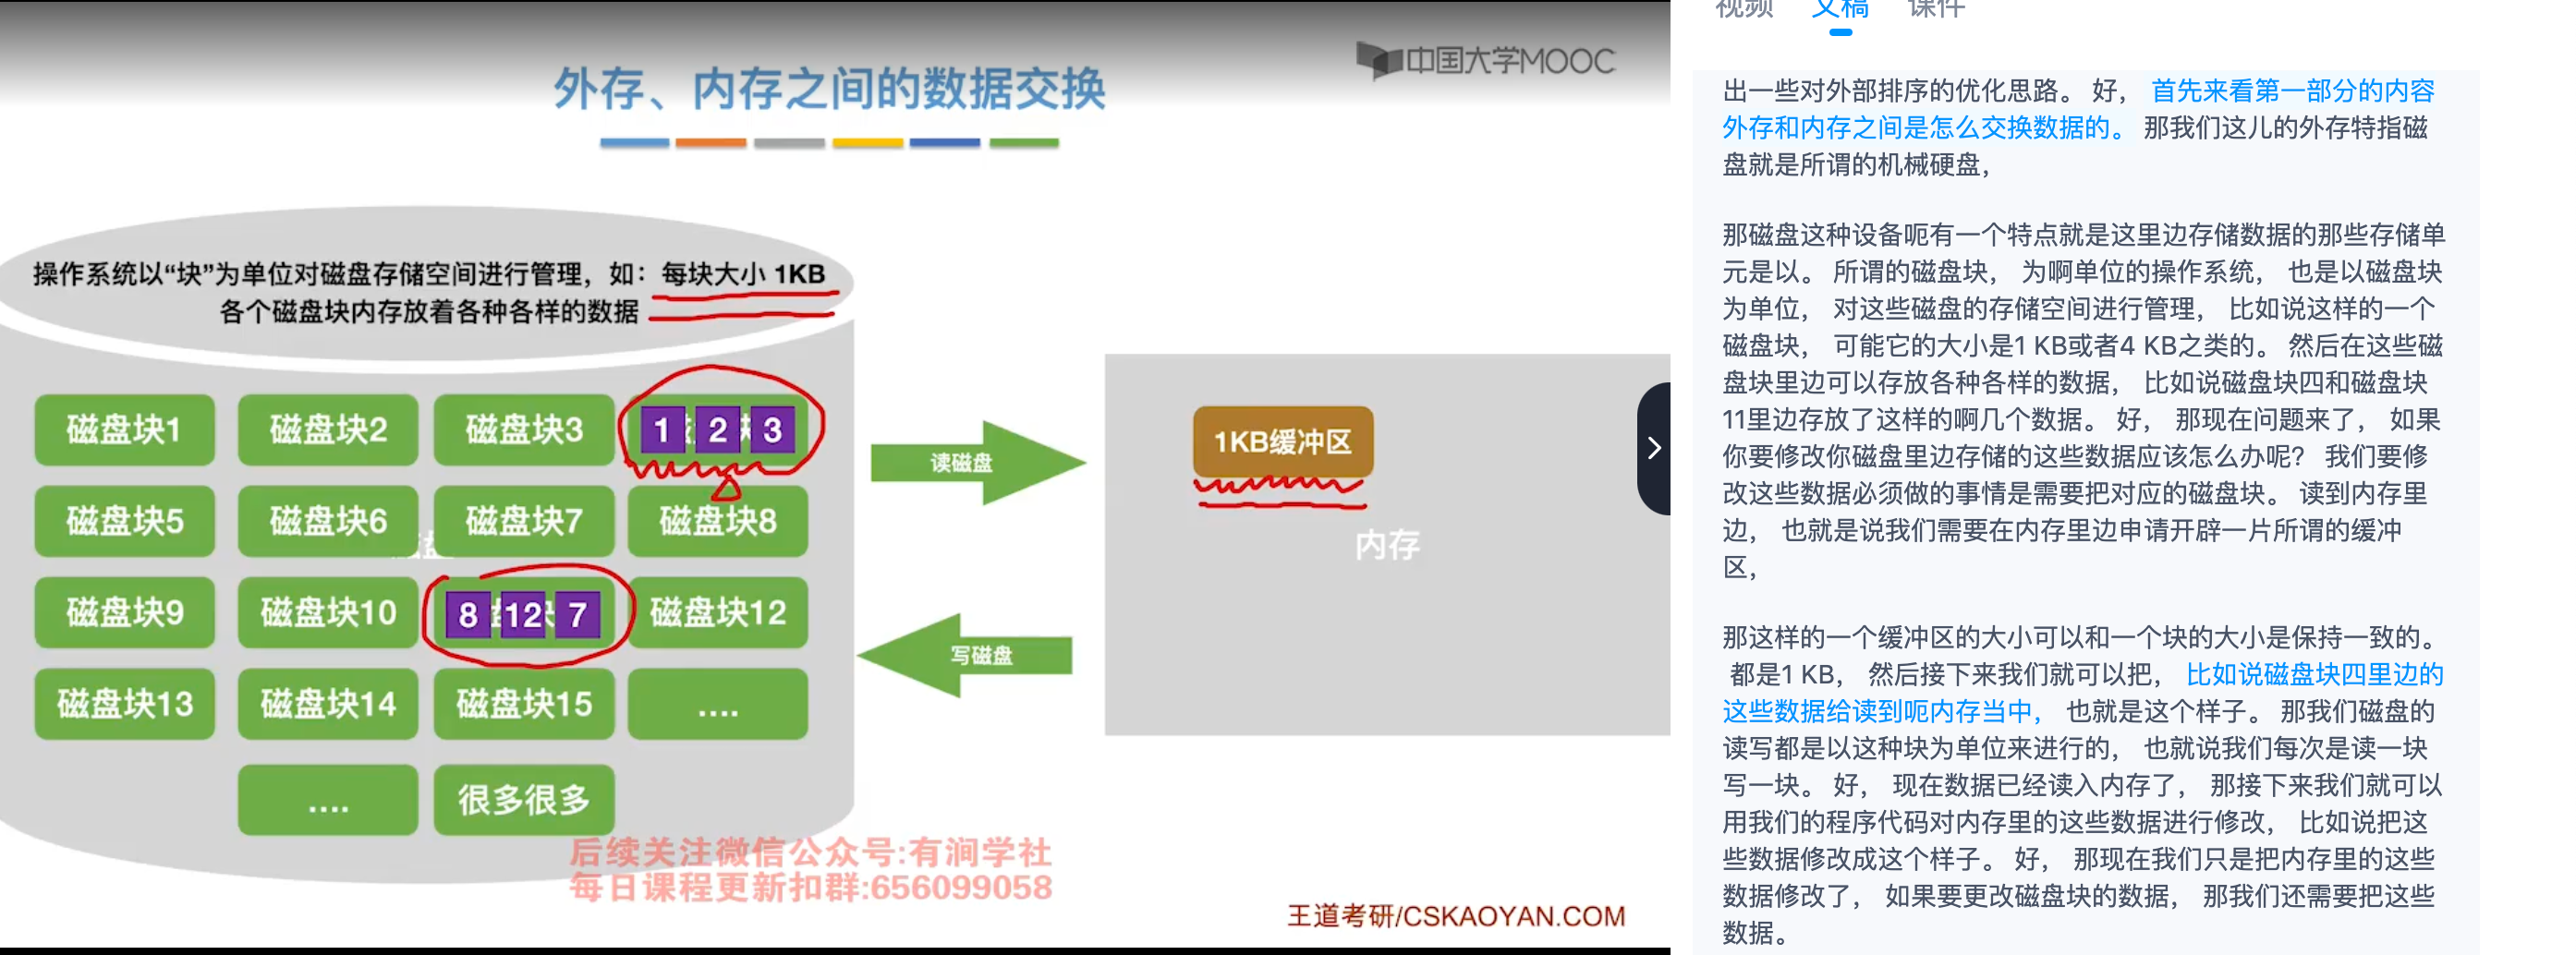 中国大学MOOC
外存、内存之间的数据交换
操作系统以“块”为单位对磁盘存储空间进行管理，如：每块大小 1KB
各个磁盘块内存放着各种各样的数据
磁盘块1 磁盘块2 磁盘块3 1 2 3
磁盘块5 磁盘块6 磁盘块7 磁盘块8
磁盘块9 磁盘块10 8 12 7 磁盘块12
磁盘块13 磁盘块14 磁盘块15 ....
.... 很多很多
读磁盘
写磁盘
1KB缓冲区
内存
后续关注微信公众号:有涧学社
每日课程更新扣群:656099058
王道考研/CSKAOYAN.COM
视频 文稿 课件
出一些对外部排序的优化思路。 好， 首先来看第一部分的内容
外存和内存之间是怎么交换数据的。 那我们这儿的外存特指磁
盘就是所谓的机械硬盘，
那磁盘这种设备呃有一个特点就是这里边存储数据的那些存储单
元是以。 所谓的磁盘块， 为啊单位的操作系统， 也是以磁盘块
为单位， 对这些磁盘的存储空间进行管理， 比如说这样的一个
磁盘块， 可能它的大小是1 KB或者4 KB之类的。 然后在这些磁
盘块里边可以存放各种各样的数据， 比如说磁盘块四和磁盘块
11里边存放了这样的啊几个数据。 好， 那现在问题来了， 如果
你要修改你磁盘里边存储的这些数据应该怎么办呢？ 我们要修
改这些数据必须做的事情是需要把对应的磁盘块。 读到内存里
边， 也就是说我们需要在内存里边申请开辟一片所谓的缓冲
区，
那这样的一个缓冲区的大小可以和一个块的大小是保持一致的。
都是1 KB， 然后接下来我们就可以把， 比如说磁盘块四里边的
这些数据给读到呃内存当中， 也就是这个样子。 那我们磁盘的
读写都是以这种块为单位来进行的， 也就说我们每次是读一块
写一块。 好， 现在数据已经读入内存了， 那接下来我们就可以
用我们的程序代码对内存里的这些数据进行修改， 比如说把这
些数据修改成这个样子。 好， 那现在我们只是把内存里的这些
数据修改了， 如果要更改磁盘块的数据， 那我们还需要把这些
数据。